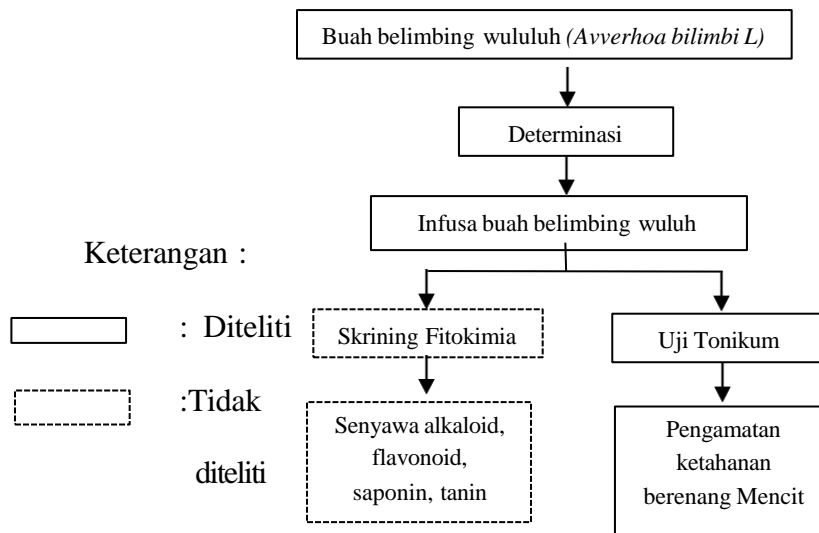 Buah belimbing wululuh (Avverhoa bilimbi L)
Determinasi
Infusa buah belimbing wuluh
Keterangan :
: Diteliti
:Tidak
diteliti
Skrining Fitokimia
Uji Tonikum
Senyawa alkaloid,
flavonoid,
saponin, tanin
Pengamatan
ketahanan
berenang Mencit